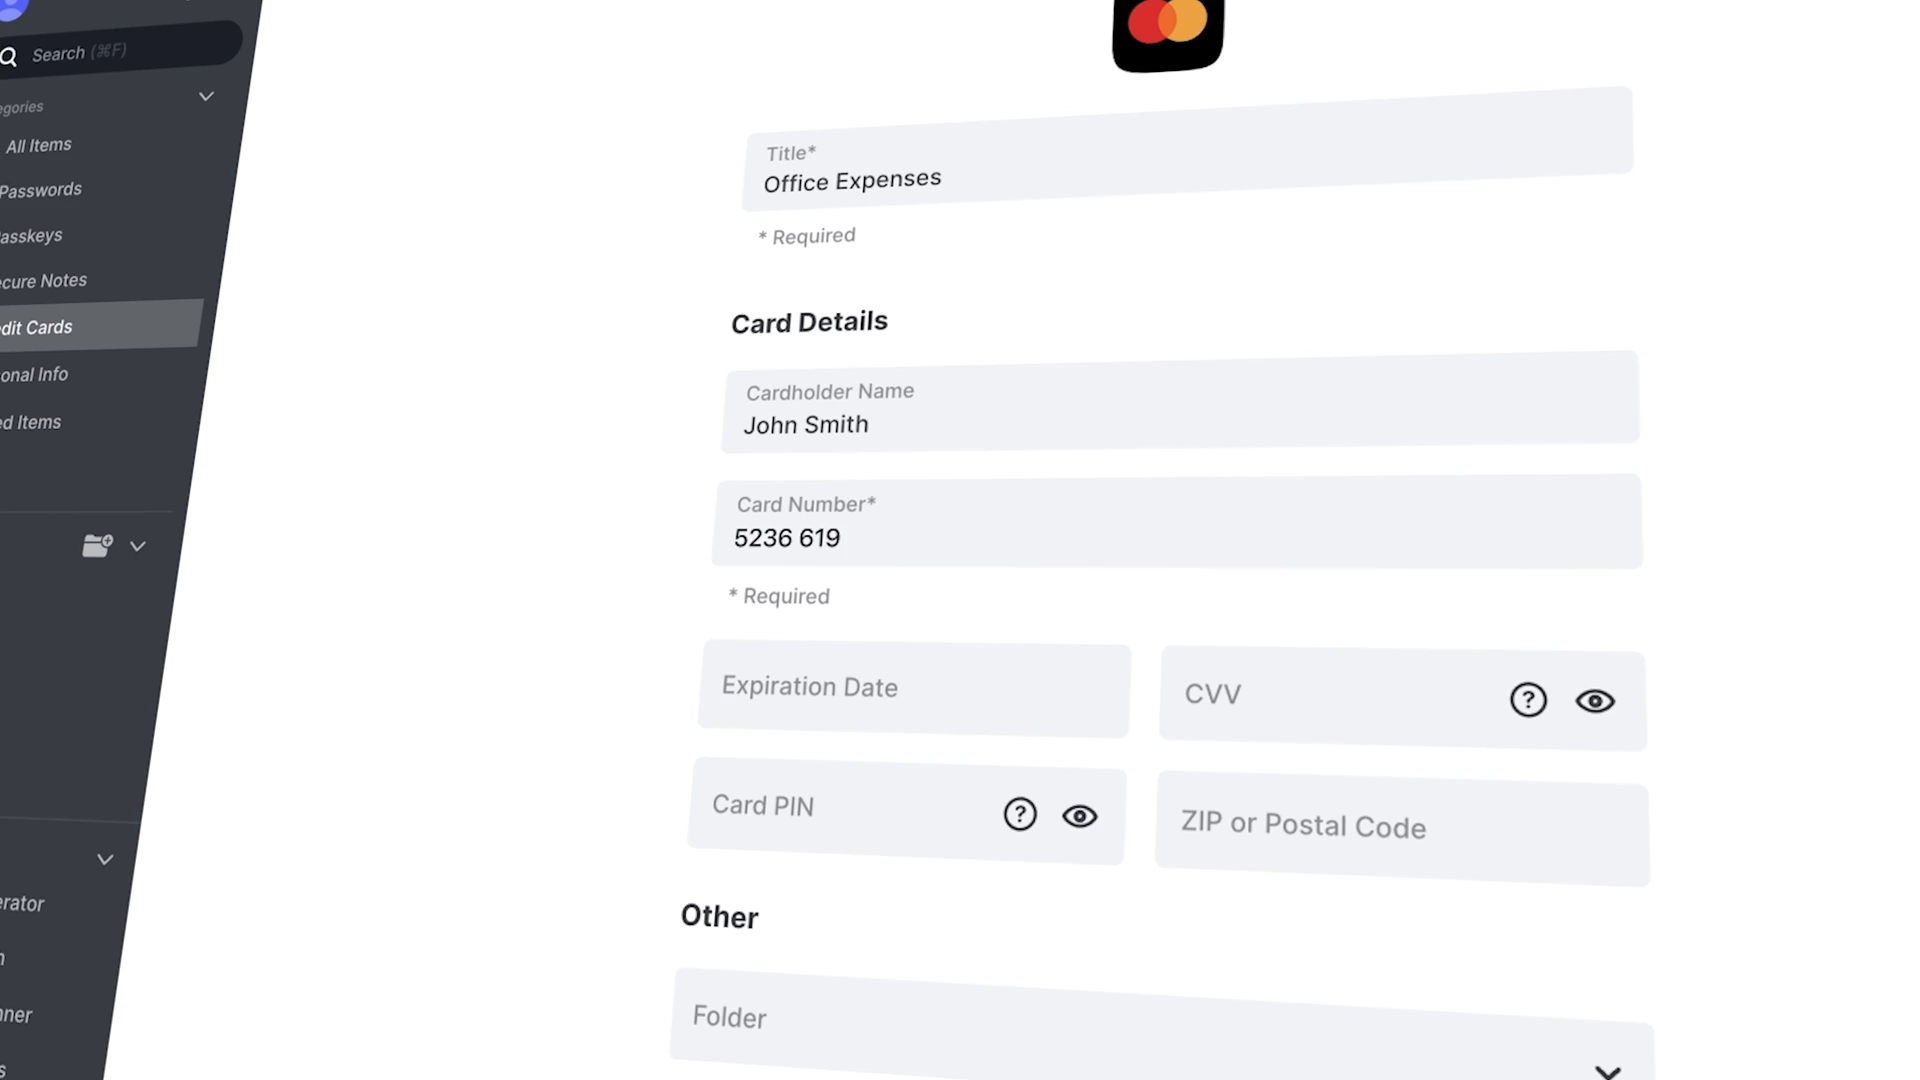 Search (⌘F)
egories
All Items
Passwords
asskeys
cure Notes
dit Cards
onal Info
ed Items
erator
n
nner
s
Title*
Office Expenses
* Required
Card Details
Cardholder Name
John Smith
Card Number*
5236 619
* Required
Expiration Date
CVV
Card PIN
ZIP or Postal Code
Other
Folder